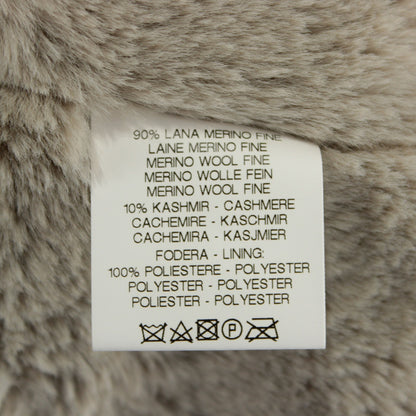 90% LANA MERINO FINE
LAINE MERINO FINE
MERINO WOOL FINE
MERINO WOLLE FEIN
MERINO WOOL FINE
10% KASHMIR - CASHMERE
CACHEMIRE - KASCHMIR
CACHEMIRA - KASJMIER
FODERA - LINING:
100% POLIESTERE - POLYESTER
POLYESTER - POLYESTER
POLIESTER - POLYESTER
P